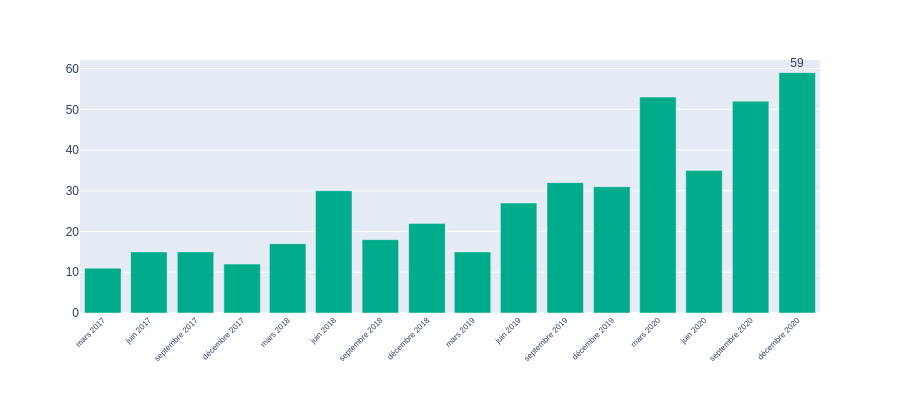 59
60
50
40
30
20
10
0
mars 2017
juin 2017
septembre 2017
décembre 2017
mars 2018
juin 2018
septembre 2018
décembre 2018
mars 2019
juin 2019
septembre 2019
décembre 2019
mars 2020
juin 2020
septembre 2020
décembre 2020